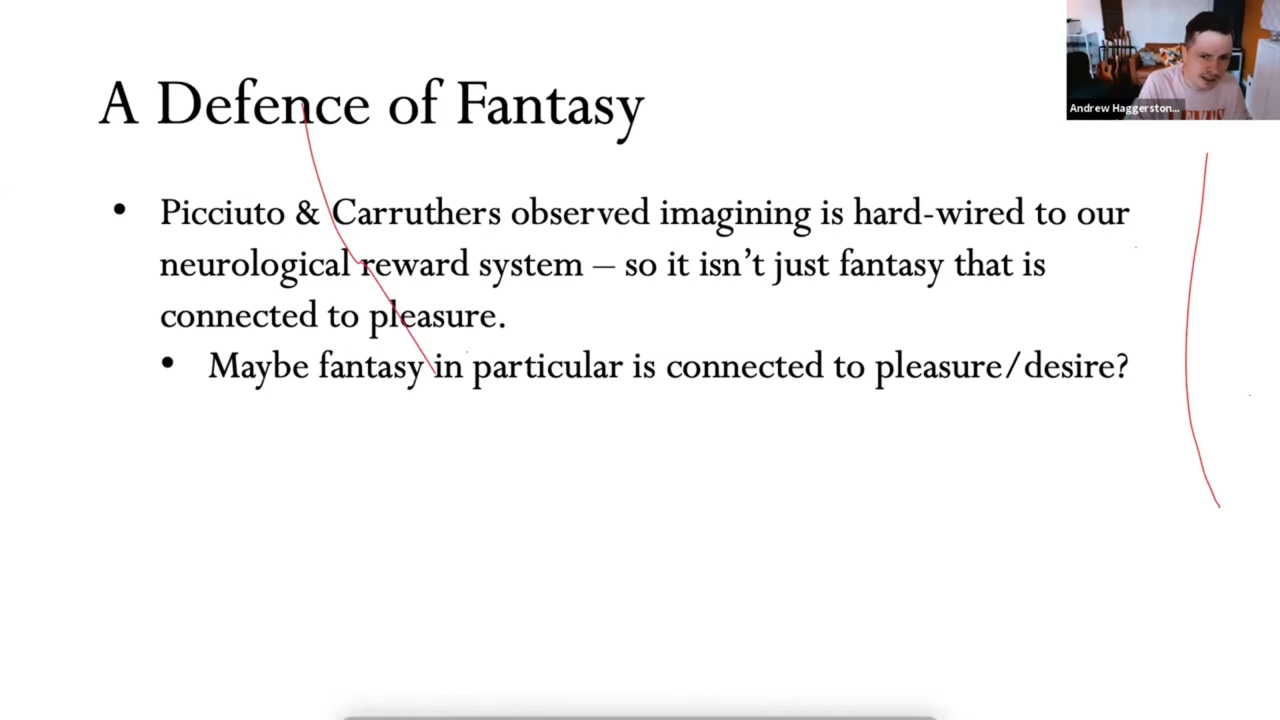 A Defence of Fantasy
Andrew Haggerston...
• Picciuto & Carruthers observed imagining is hard-wired to our
neurological reward system – so it isn't just fantasy that is
connected to pleasure.
• Maybe fantasy in particular is connected to pleasure/desire?